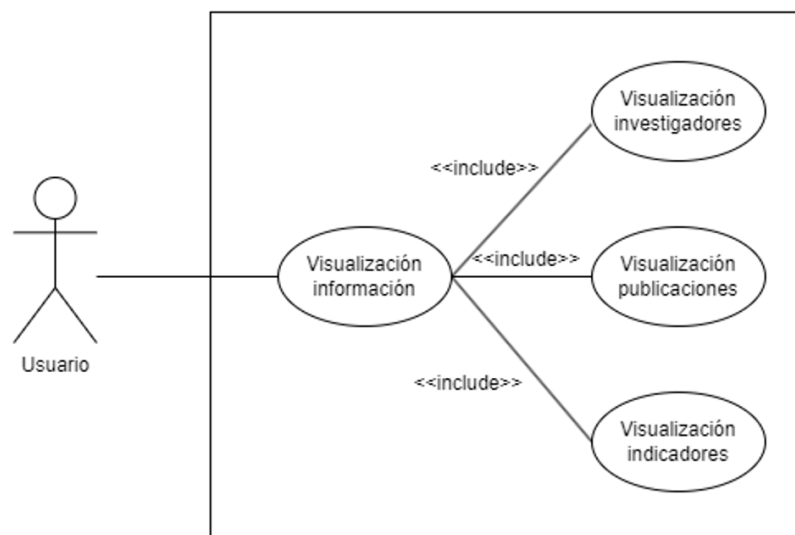 Visualización
investigadores
<<include>>
<<include>>
Visualización
información
Visualización
publicaciones
Usuario
<<include>>
Visualización
indicadores